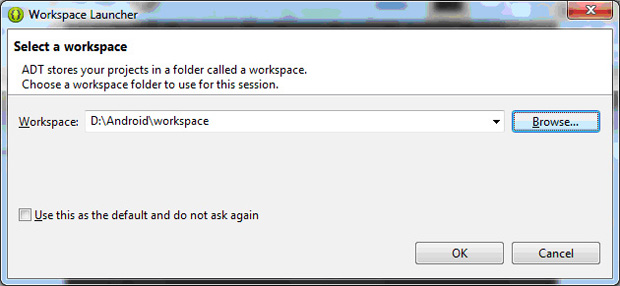 Workspace Launcher
Select a workspace
ADT stores your projects in a folder called a workspace.
Choose a workspace folder to use for this session.
Workspace: D:\Android\workspace Browse...
Use this as the default and do not ask again
OK Cancel